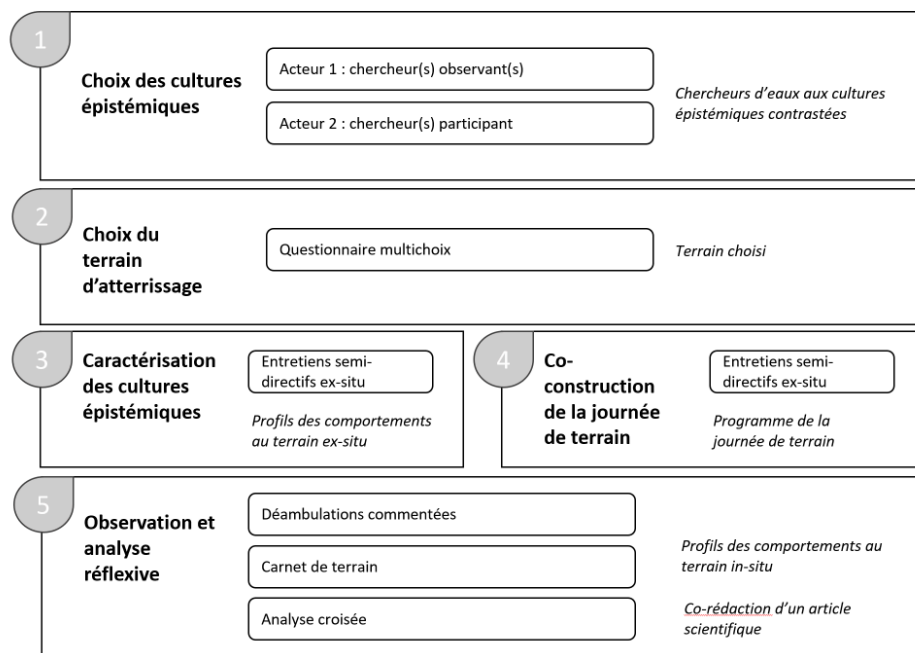 1
Choix des cultures
épistémiques
Acteur 1 : chercheur(s) observant(s)
Acteur 2 : chercheur(s) participant
Chercheurs d'eaux aux cultures
épistémiques contrastées
2
Choix du
terrain
d'atterrissage
Questionnaire multichoix
Terrain choisi
3
Caractérisation
des cultures
épistémiques
Entretiens semi-
directifs ex-situ
Profils des comportements
au terrain ex-situ
4
Co-
construction
de la journée
de terrain
Entretiens semi-
directifs ex-situ
Programme de la
journée de terrain
5
Observation et
analyse
réflexive
Déambulations commentées
Carnet de terrain
Analyse croisée
Profils des comportements au
terrain in-situ
Co-rédaction d'un article
scientifique